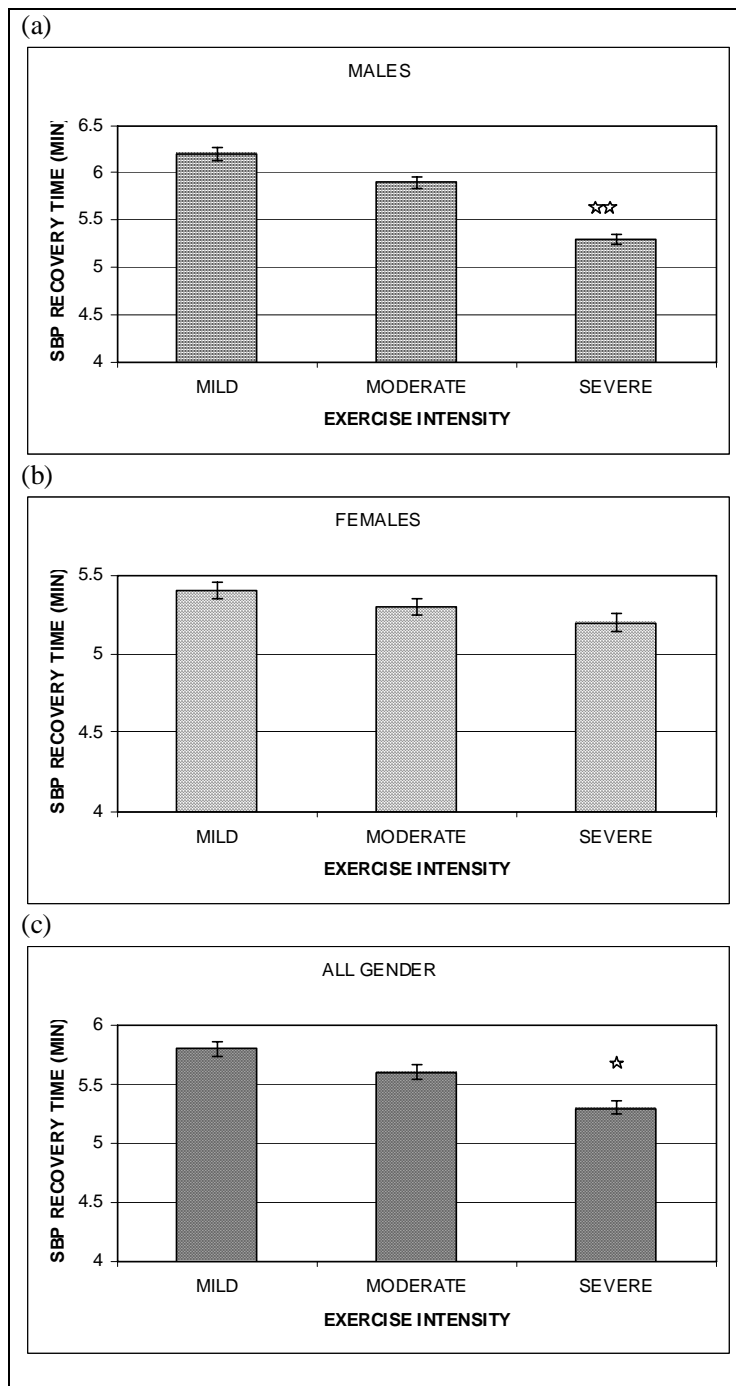 (a)
MALES
SBP RECOVERY TIME (MIN)
6.5
6
5.5
5
4.5
4
MILD MODERATE SEVERE
EXERCISE INTENSITY
(b)
FEMALES
SBP RECOVERY TIME (MIN)
5.5
5
4.5
4
MILD MODERATE SEVERE
EXERCISE INTENSITY
(c)
ALL GENDER
SBP RECOVERY TIME (MIN)
6
5.5
5
4.5
4
MILD MODERATE SEVERE
EXERCISE INTENSITY